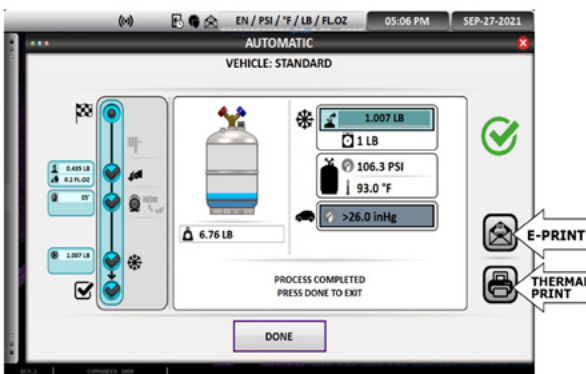 EN / PSI / °F / LB / FL.OZ
05:06 PM
SEP-27-2021
AUTOMATIC
VEHICLE: STANDARD
0.435 LB
0.2 FL.OZ
05'
1.007 LB
6.76 LB
1.007 LB
1 LB
106.3 PSI
93.0 °F
>26.0 inHg
PROCESS COMPLETED
PRESS DONE TO EXIT
DONE
E-PRINT
THERMAL
PRINT
COMMANDER 3000